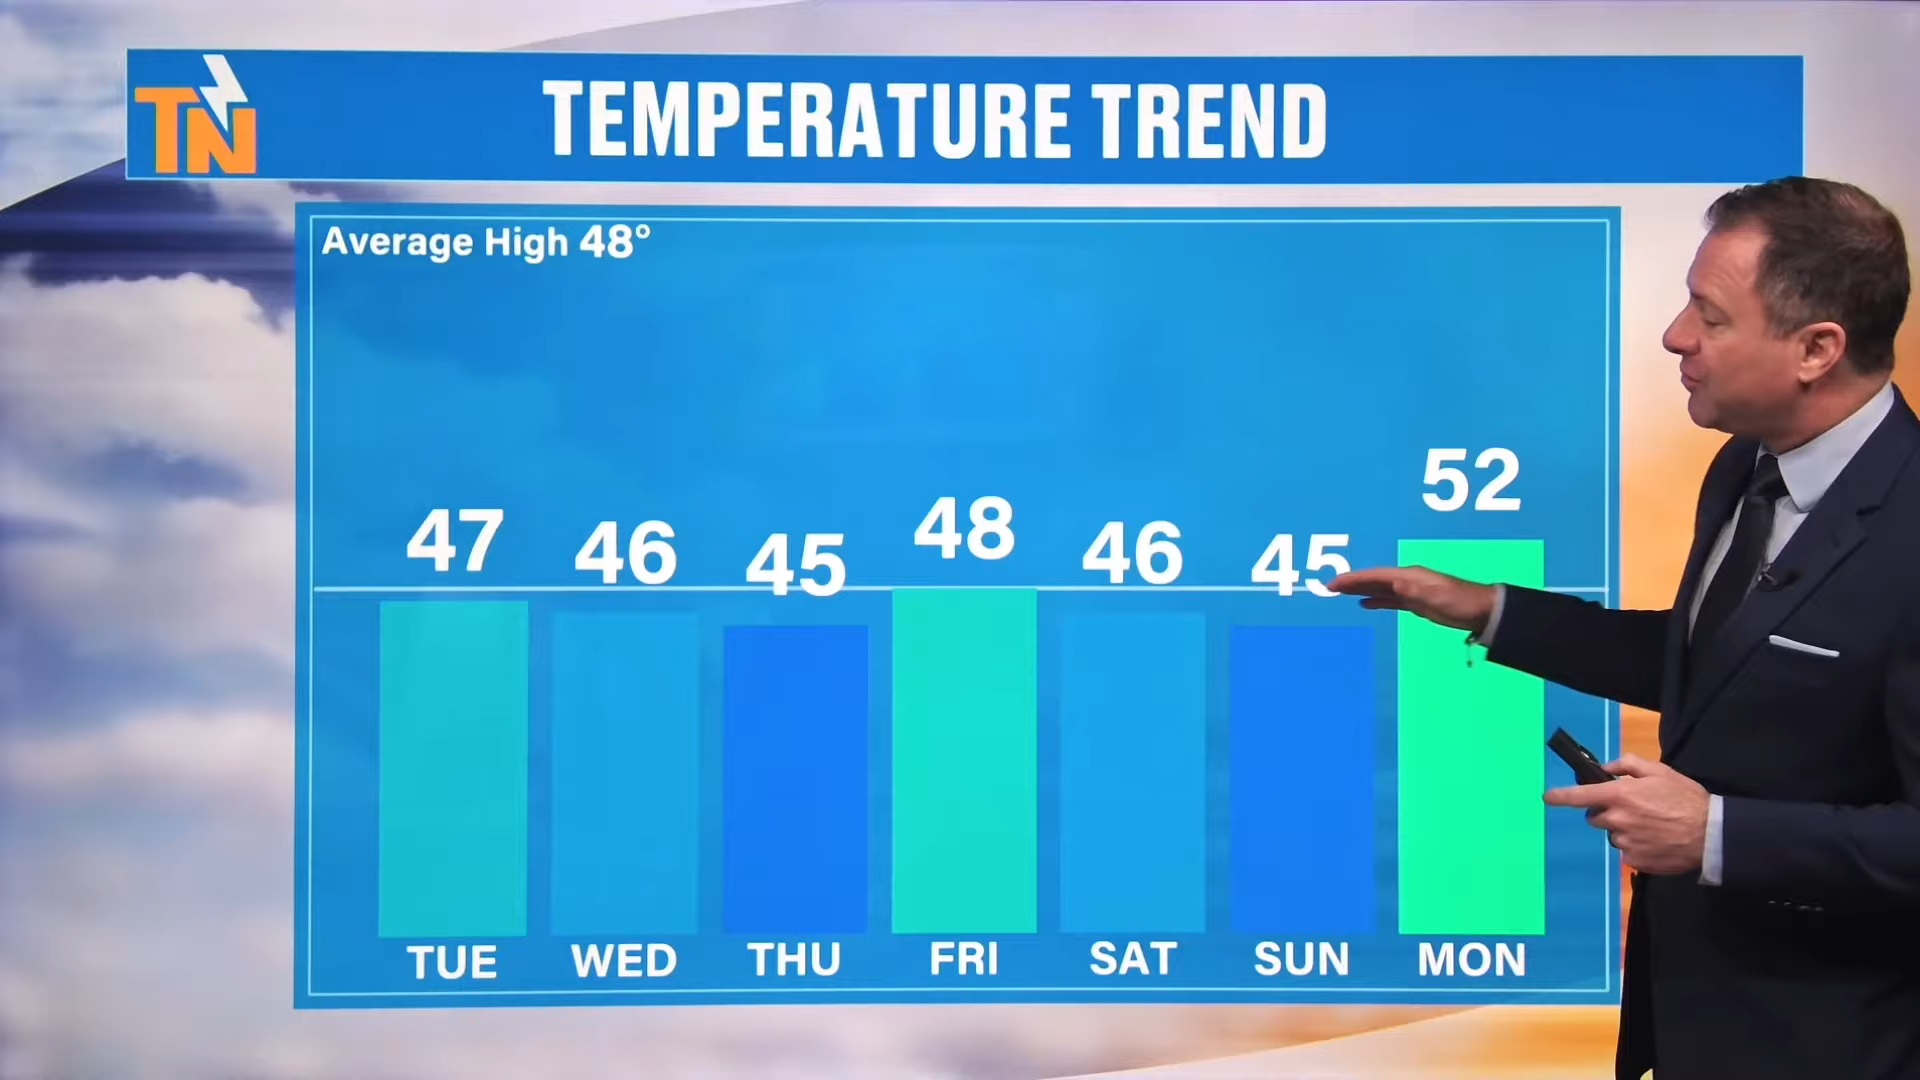 TN
TEMPERATURE TREND
Average High 48°
47 46 45 48 46 45 52
TUE WED THU FRI SAT SUN MON